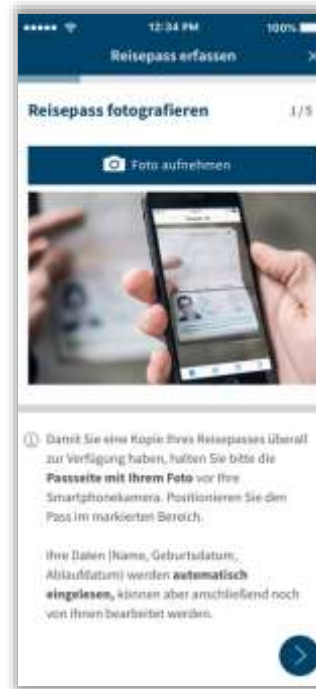 12:34 PM
100%
Reisepass erfassen
Reisepass fotografieren
1/5
Foto aufnehmen
Damit Sie eine Kopie Ihres Reisepasses überall
zur Verfügung haben, halten Sie bitte die
Passseite mit Ihrem Foto vor Ihre
Smartphonekamera. Positionieren Sie den
Pass im markierten Bereich.
Ihre Daten (Name, Geburtsdatum,
Ablaufdatum) werden automatisch
eingelesen, können aber anschließend noch
von Ihnen bearbeitet werden.